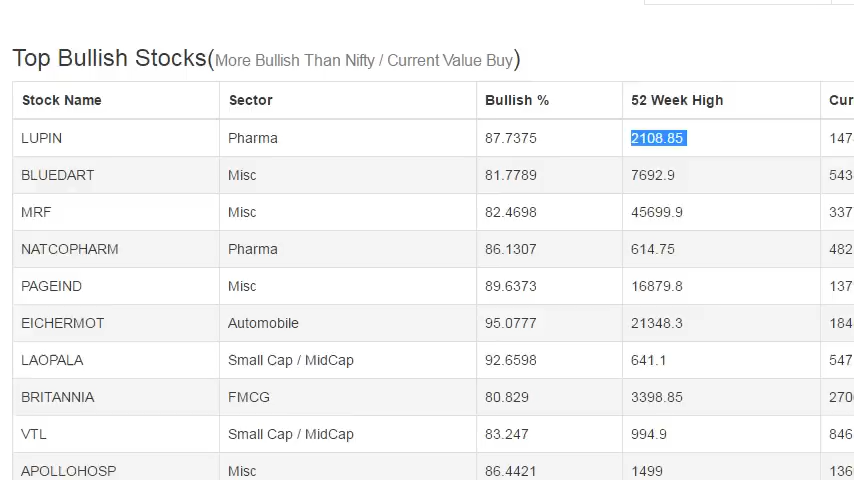 Top Bullish Stocks(More Bullish Than Nifty / Current Value Buy)
Stock Name Sector Bullish % 52 Week High Cur
LUPIN Pharma 87.7375 2108.85 147
BLUEDART Misc 81.7789 7692.9 543
MRF Misc 82.4698 45699.9 337
NATCOPHARM Pharma 86.1307 614.75 482
PAGEIND Misc 89.6373 16879.8 137
EICHERMOT Automobile 95.0777 21348.3 184
LAOPALA Small Cap / MidCap 92.6598 641.1 547
BRITANNIA FMCG 80.829 3398.85 270
VTL Small Cap / MidCap 83.247 994.9 846
APOLLOHOSP Misc 86.4421 1499 136